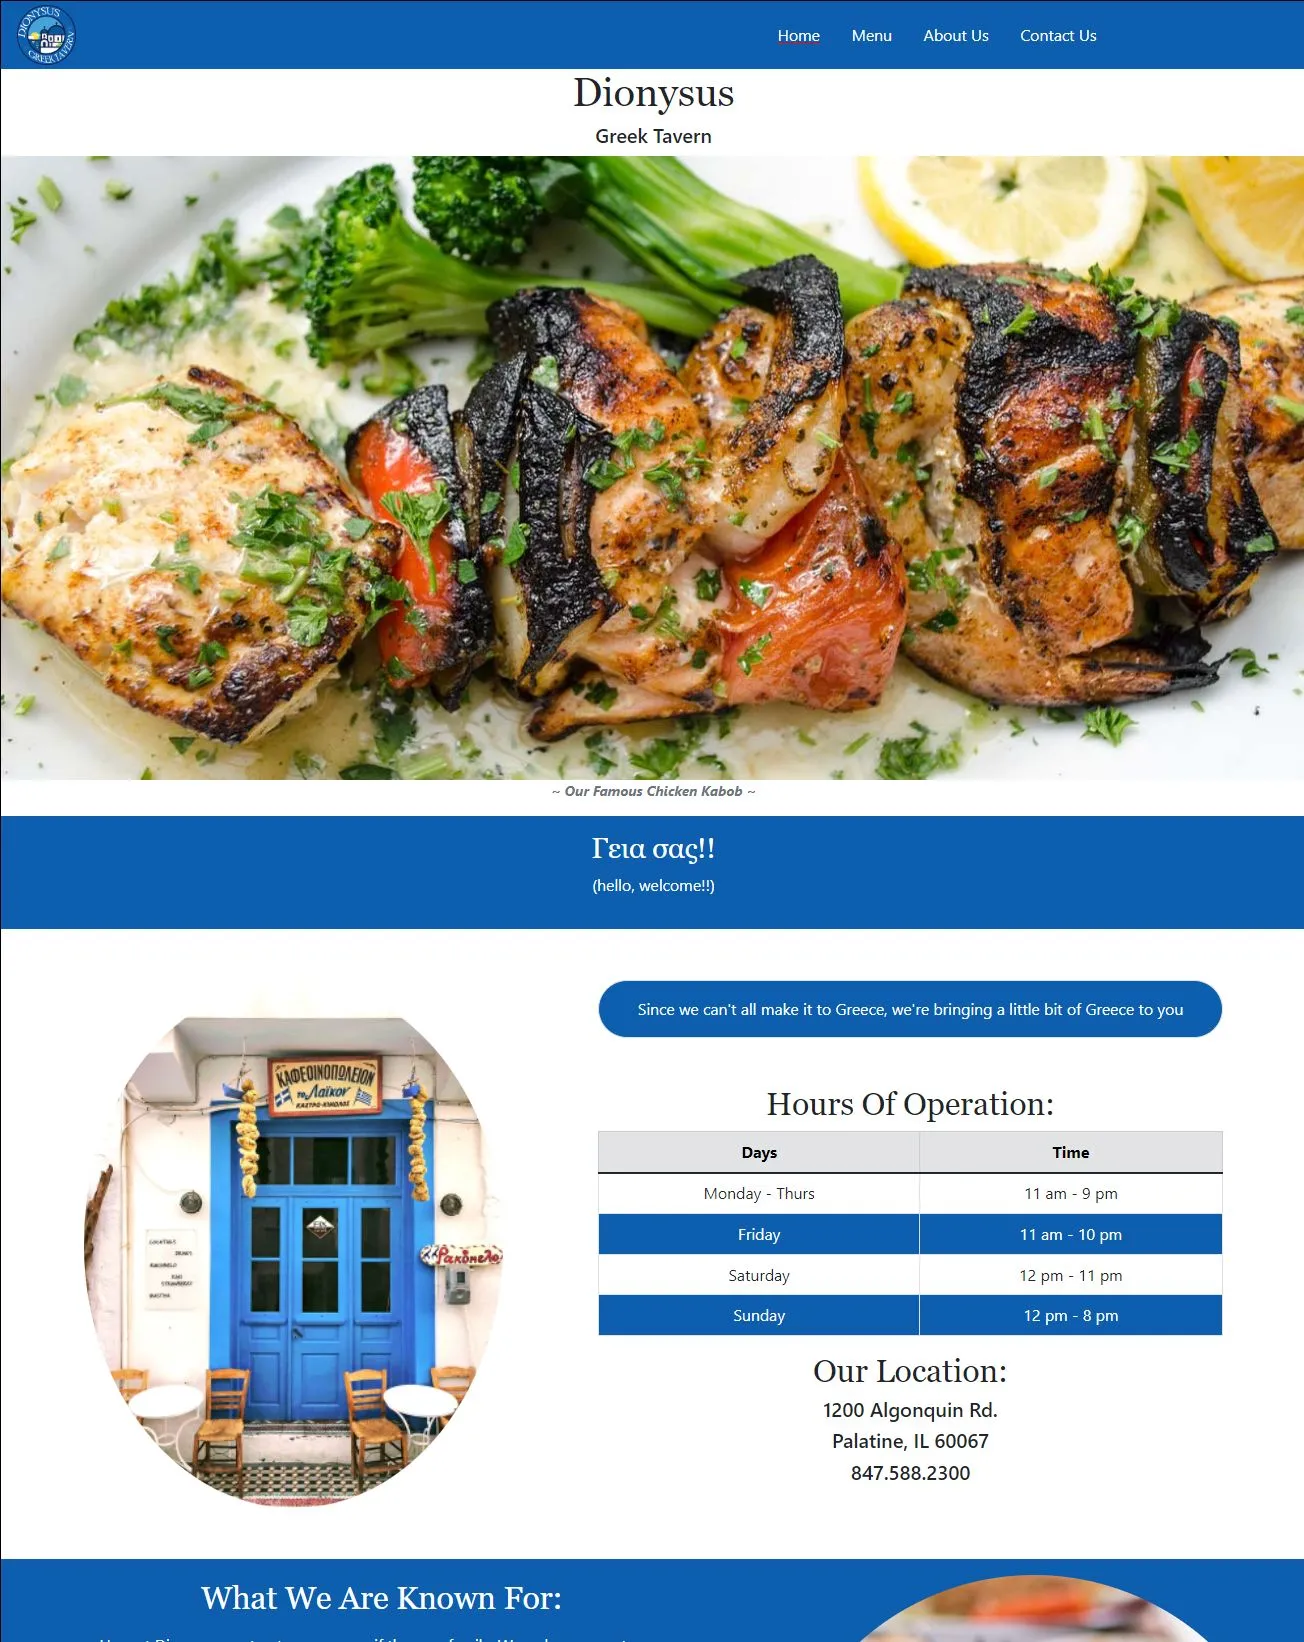 DIONYSUS
GREEK TAVERN
Home
Menu
About Us
Contact Us
Dionysus
Greek Tavern
~ Our Famous Chicken Kabob ~
Γεια σας!!
(hello, welcome!!)
Since we can't all make it to Greece, we're bringing a little bit of Greece to you
ΚΑΦΕΟΙΝΟΠΩΛΕΙΟΝ
το Λαϊκον
ΚΑΣΤΡΟ-ΚΙΜΩΛΟΣ
Ρακόμελο
Hours Of Operation:
Days Time
Monday - Thurs 11 am - 9 pm
Friday 11 am - 10 pm
Saturday 12 pm - 11 pm
Sunday 12 pm - 8 pm
Our Location:
1200 Algonquin Rd.
Palatine, IL 60067
847.588.2300
What We Are Known For: